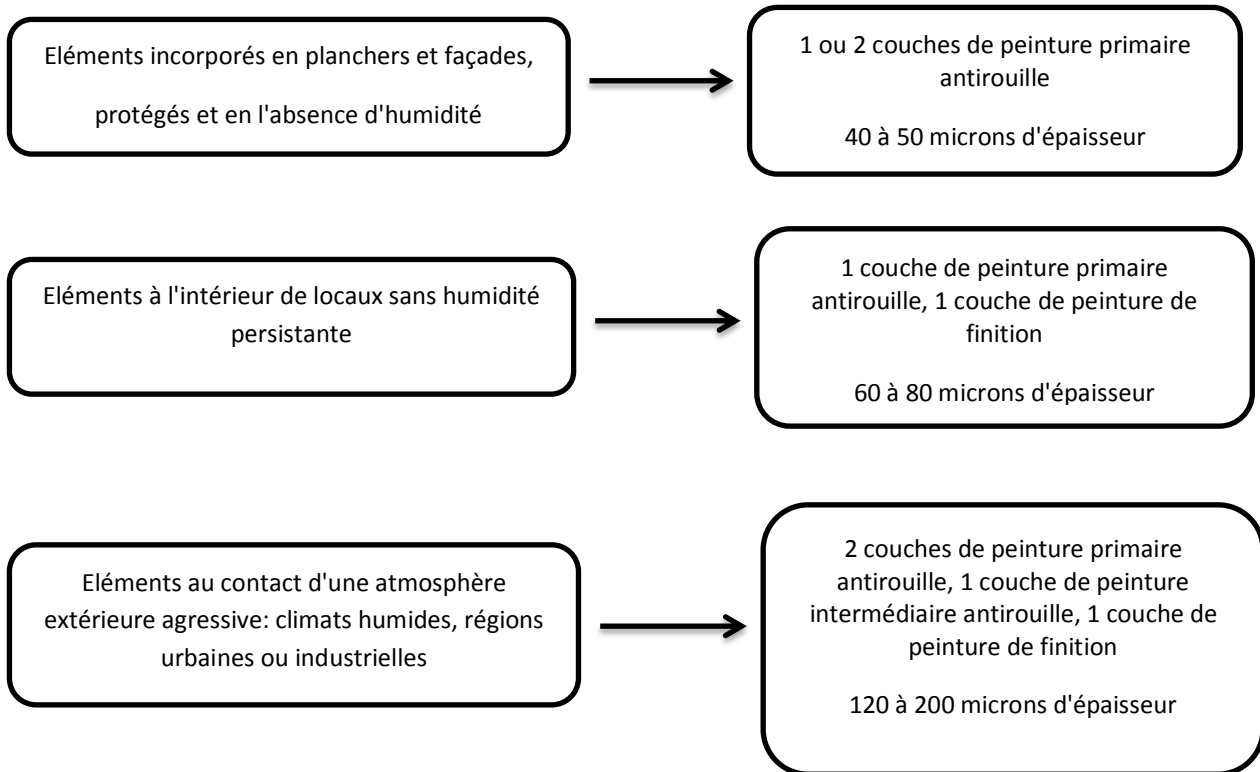 Eléments incorporés en planchers et façades,
protégés et en l'absence d'humidité
1 ou 2 couches de peinture primaire
antirouille
40 à 50 microns d'épaisseur
Eléments à l'intérieur de locaux sans humidité
persistante
1 couche de peinture primaire
antirouille, 1 couche de peinture de
finition
60 à 80 microns d'épaisseur
Eléments au contact d'une atmosphère
extérieure agressive: climats humides, régions
urbaines ou industrielles
2 couches de peinture primaire
antirouille, 1 couche de peinture
intermédiaire antirouille, 1 couche de
peinture de finition
120 à 200 microns d'épaisseur